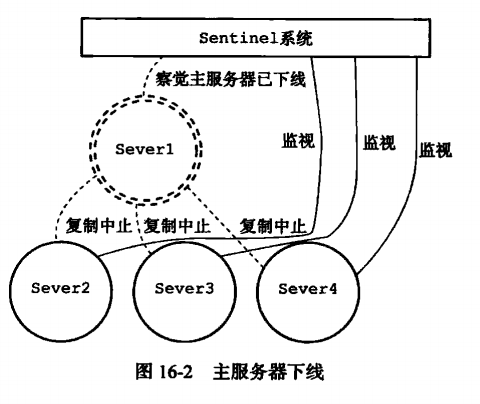 Sentinel系统
察觉主服务器已下线
Sever1
监视
监视
监视
复制中止
复制中止
复制中止
Sever2
Sever3
Sever4
图 16-2 主服务器下线